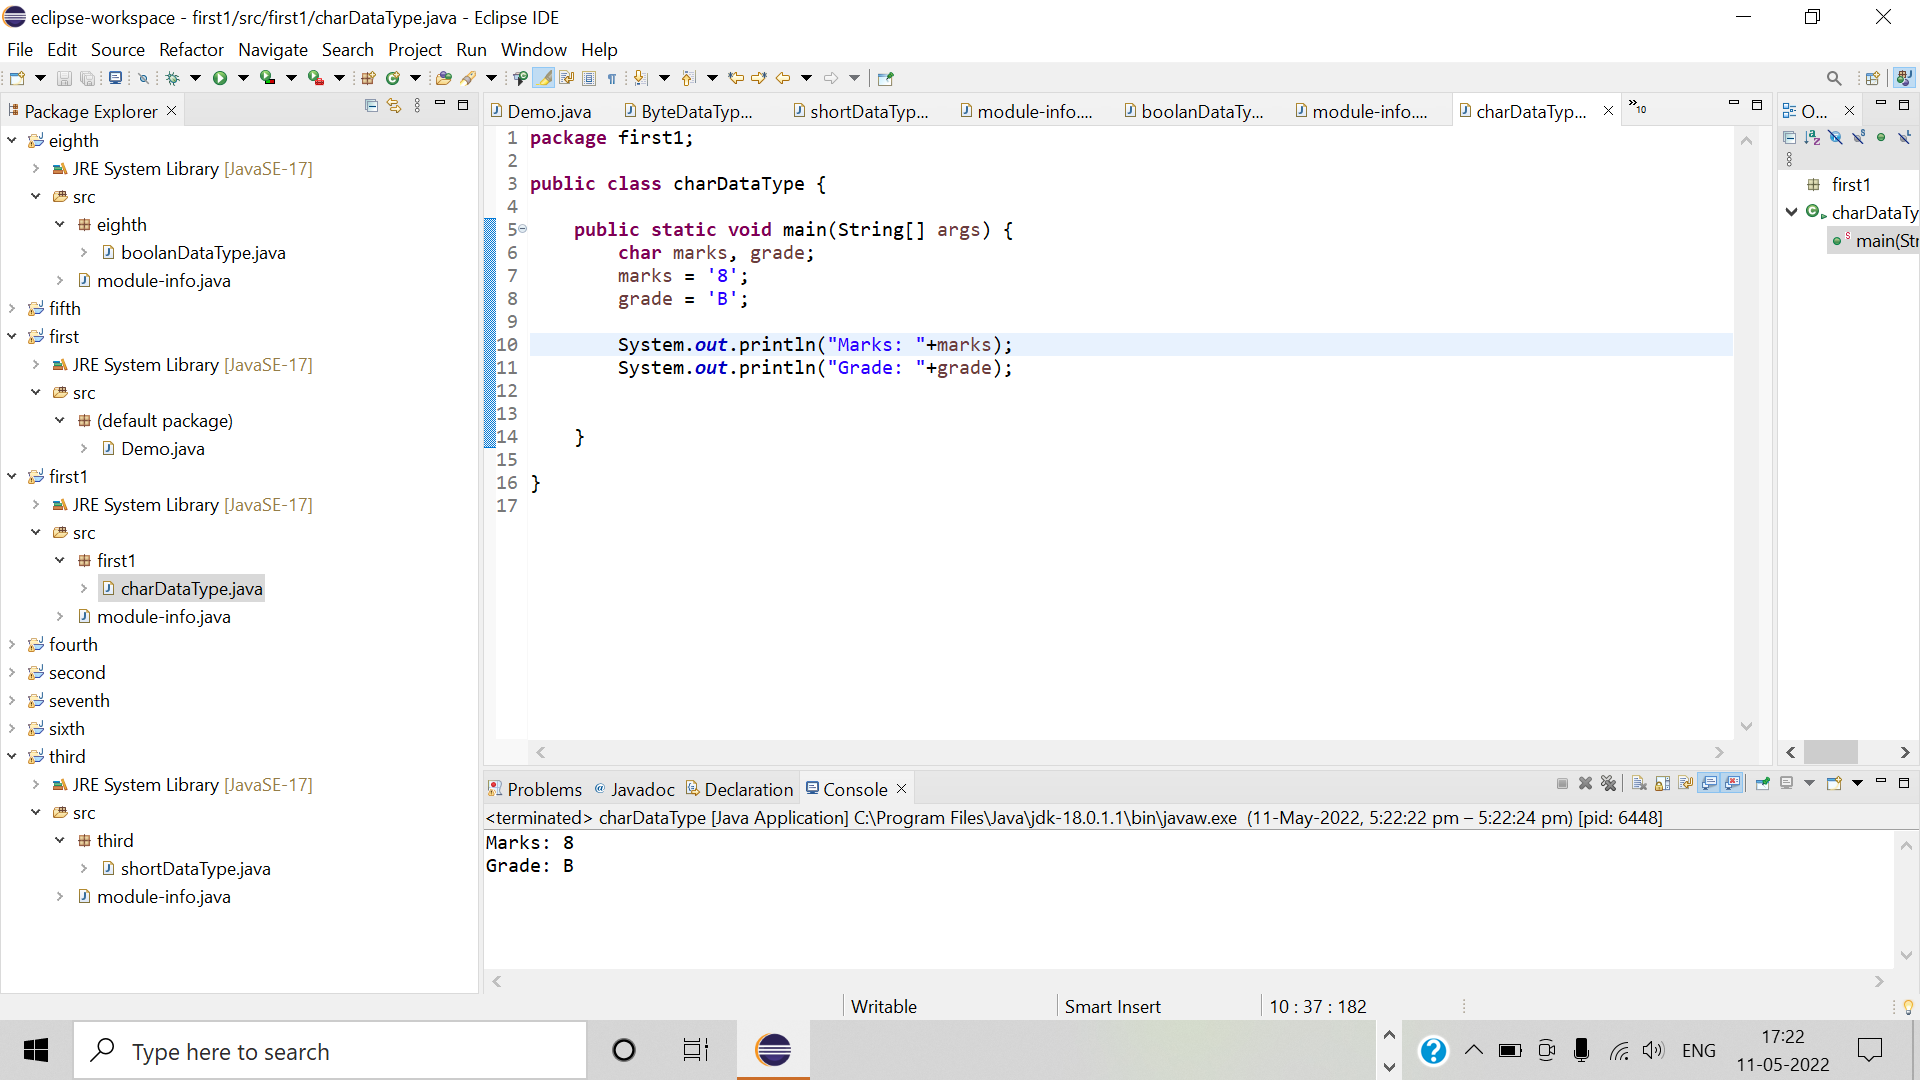 eclipse-workspace - first1/src/first1/charDataType.java - Eclipse IDE
File Edit Source Refactor Navigate Search Project Run Window Help
Package Explorer
eighth
JRE System Library [JavaSE-17]
src
eighth
boolanDataType.java
module-info.java
fifth
first
JRE System Library [JavaSE-17]
src
(default package)
Demo.java
first1
JRE System Library [JavaSE-17]
src
first1
charDataType.java
module-info.java
fourth
second
seventh
sixth
third
JRE System Library [JavaSE-17]
src
third
shortDataType.java
module-info.java
Demo.java ByteDataTyp... shortDataTyp... module-info.... boolanDataTy... module-info.... charDataTyp... »10
1 package first1;
2
3 public class charDataType {
4
5 public static void main(String[] args) {
6 char marks, grade;
7 marks = '8';
8 grade = 'B';
9
10 System.out.println("Marks: "+marks);
11 System.out.println("Grade: "+grade);
12
13
14 }
15
16 }
17
O...
first1
charDataTy
main(Str
Problems @ Javadoc Declaration Console
<terminated> charDataType [Java Application] C:\Program Files\Java\jdk-18.0.1.1\bin\javaw.exe (11-May-2022, 5:22:22 pm – 5:22:24 pm) [pid: 6448]
Marks: 8
Grade: B
Writable Smart Insert 10 : 37 : 182
Type here to search
ENG
17:22
11-05-2022